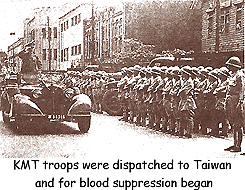 KMT troops were dispatched to Taiwan
and for blood suppression began